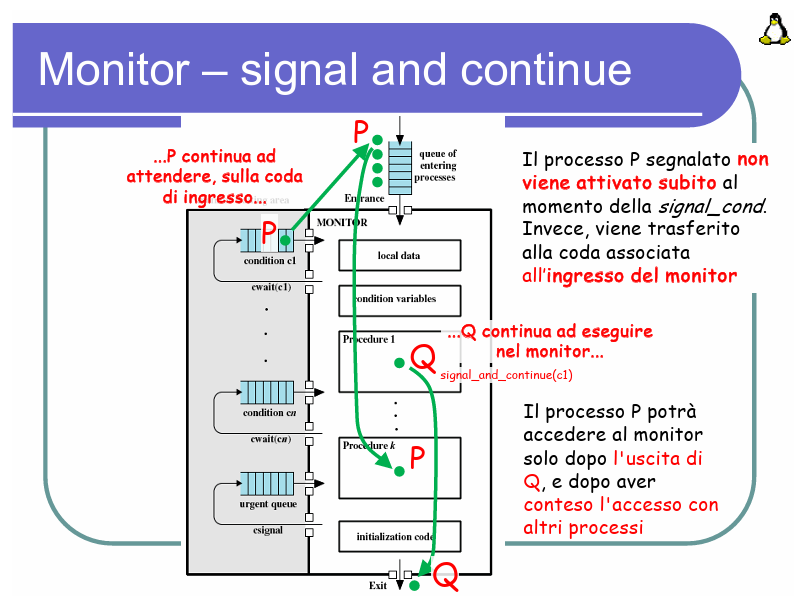 Monitor – signal and continue
...P continua ad
attendere, sulla coda
di ingresso...
area
P
queue of
entering
processes
Entrance
MONITOR
P
condition c1
cwait(c1)
local data
condition variables
Procedure 1
Q
...Q continua ad eseguire
nel monitor...
signal_and_continue(c1)
condition cn
cwait(cn)
Procedure k
P
urgent queue
csignal
initialization code
Exit
Q
Il processo P segnalato non
viene attivato subito al
momento della signal_cond.
Invece, viene trasferito
alla coda associata
all’ingresso del monitor
Il processo P potrà
accedere al monitor
solo dopo l'uscita di
Q, e dopo aver
conteso l'accesso con
altri processi